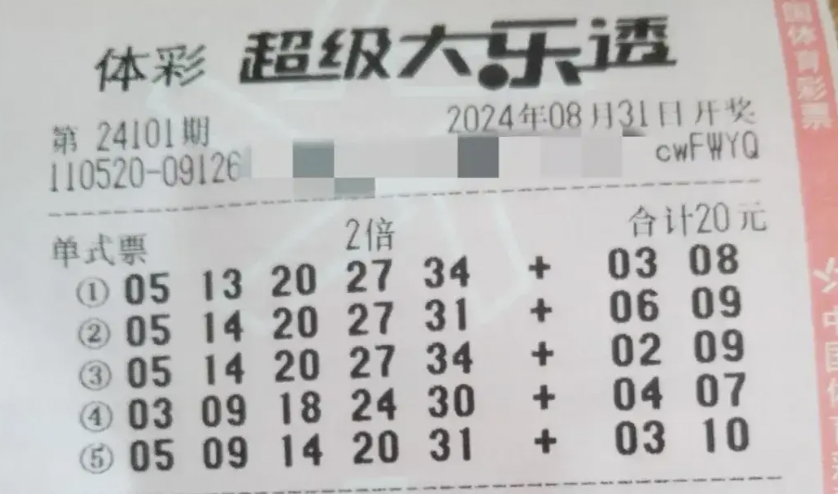 体彩 超级大乐透
第 24101期 2024年08月31日开奖
110520-09126 cwFWYQ
单式票 2倍 合计20元
① 05 13 20 27 34 + 03 08
② 05 14 20 27 31 + 06 09
③ 05 14 20 27 34 + 02 09
④ 03 09 18 24 30 + 04 07
⑤ 05 09 14 20 31 + 03 10
国体育彩票
中国体